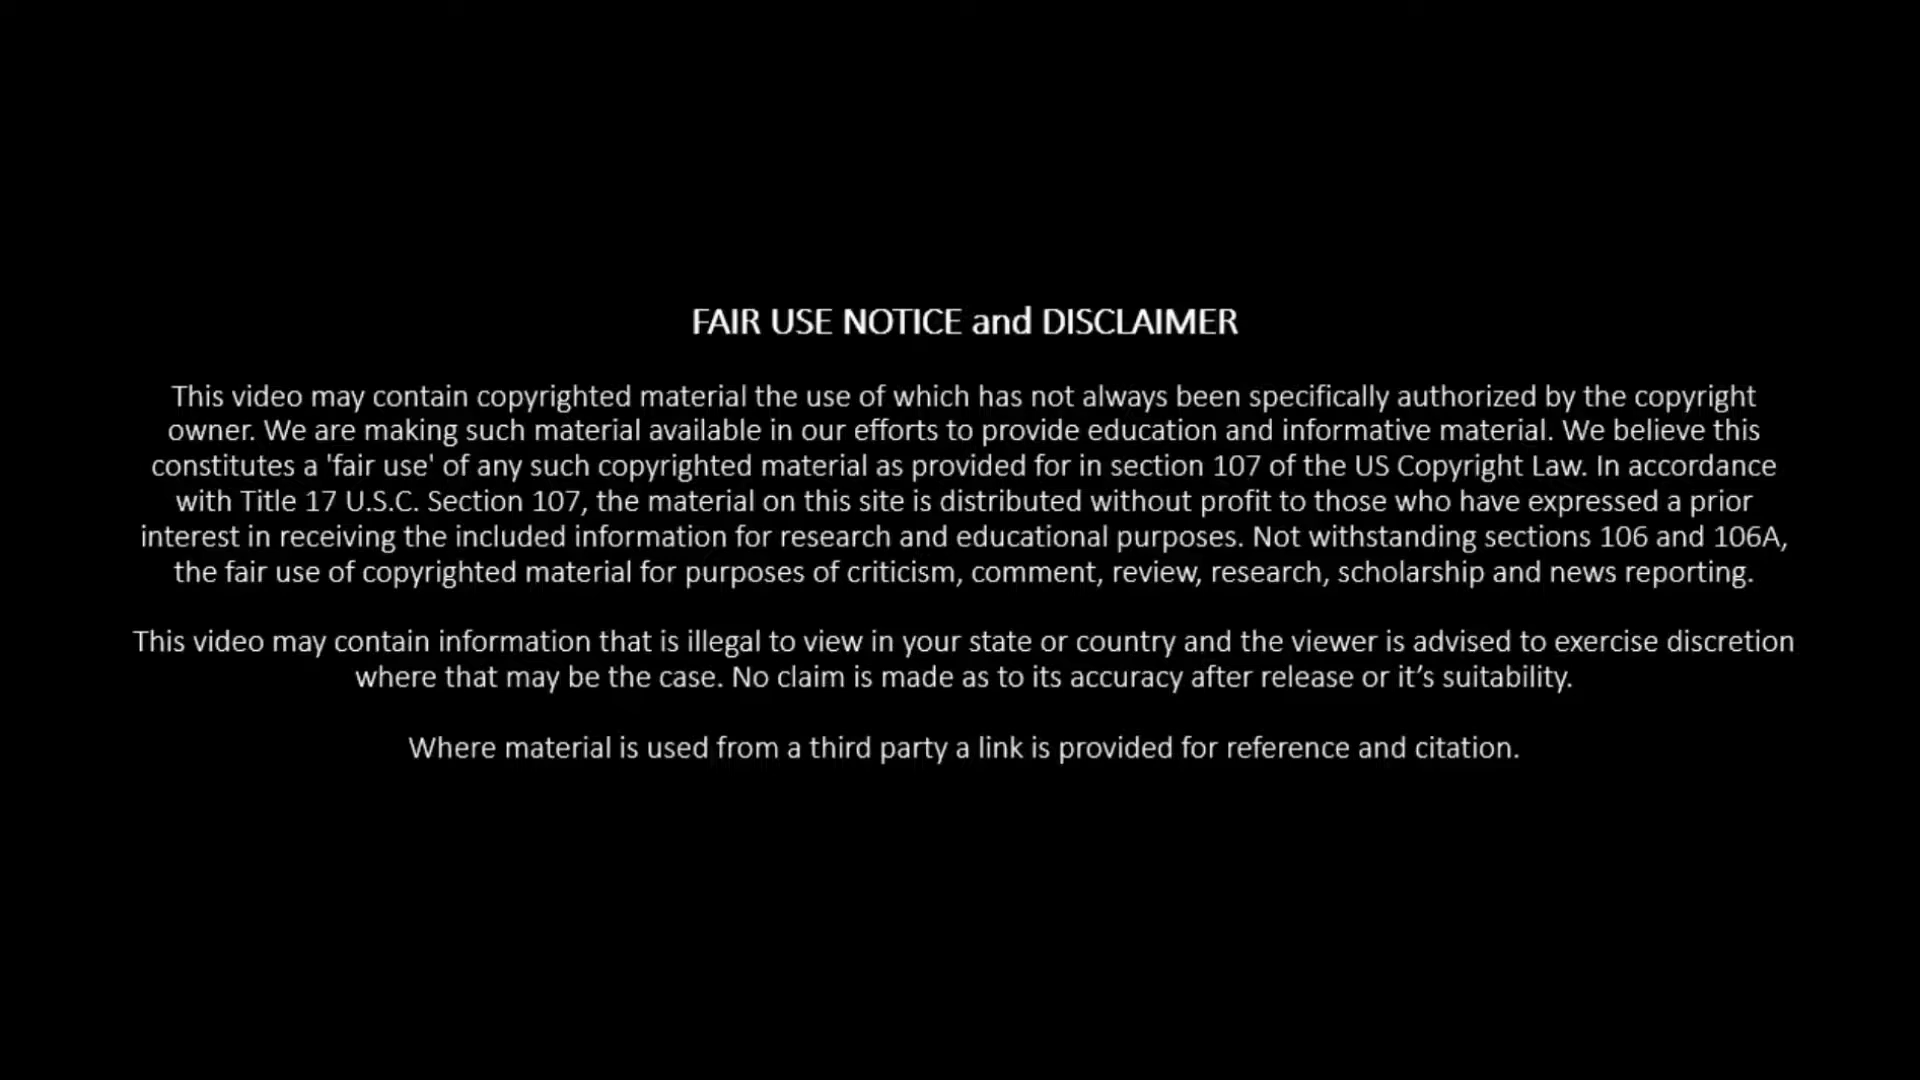 FAIR USE NOTICE and DISCLAIMER
This video may contain copyrighted material the use of which has not always been specifically authorized by the copyright
owner. We are making such material available in our efforts to provide education and informative material. We believe this
constitutes a 'fair use' of any such copyrighted material as provided for in section 107 of the US Copyright Law. In accordance
with Title 17 U.S.C. Section 107, the material on this site is distributed without profit to those who have expressed a prior
interest in receiving the included information for research and educational purposes. Not withstanding sections 106 and 106A,
the fair use of copyrighted material for purposes of criticism, comment, review, research, scholarship and news reporting.
This video may contain information that is illegal to view in your state or country and the viewer is advised to exercise discretion
where that may be the case. No claim is made as to its accuracy after release or it’s suitability.
Where material is used from a third party a link is provided for reference and citation.